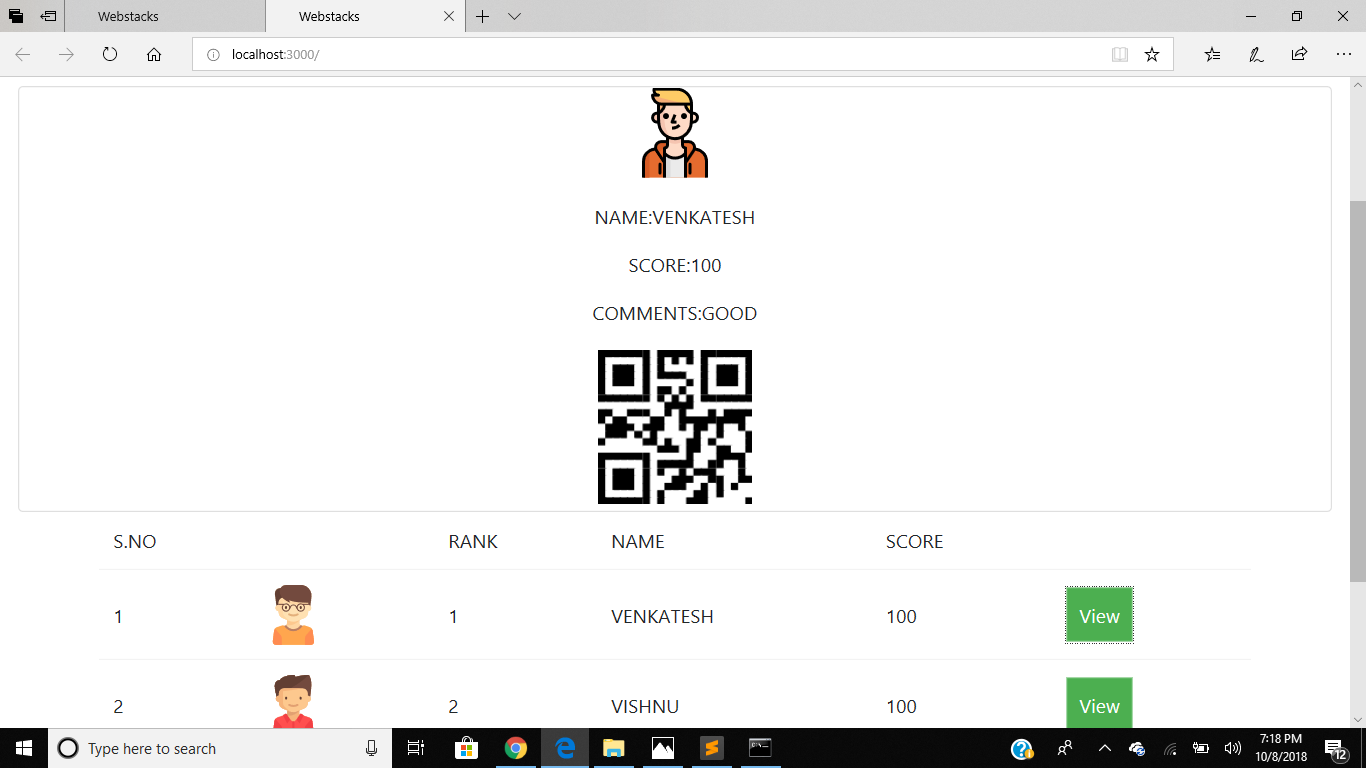 Webstacks
Webstacks
localhost:3000/
NAME:VENKATESH
SCORE:100
COMMENTS:GOOD
S.NO RANK NAME SCORE
1 1 VENKATESH 100 View
2 2 VISHNU 100 View
Type here to search
7:18 PM
10/8/2018
12